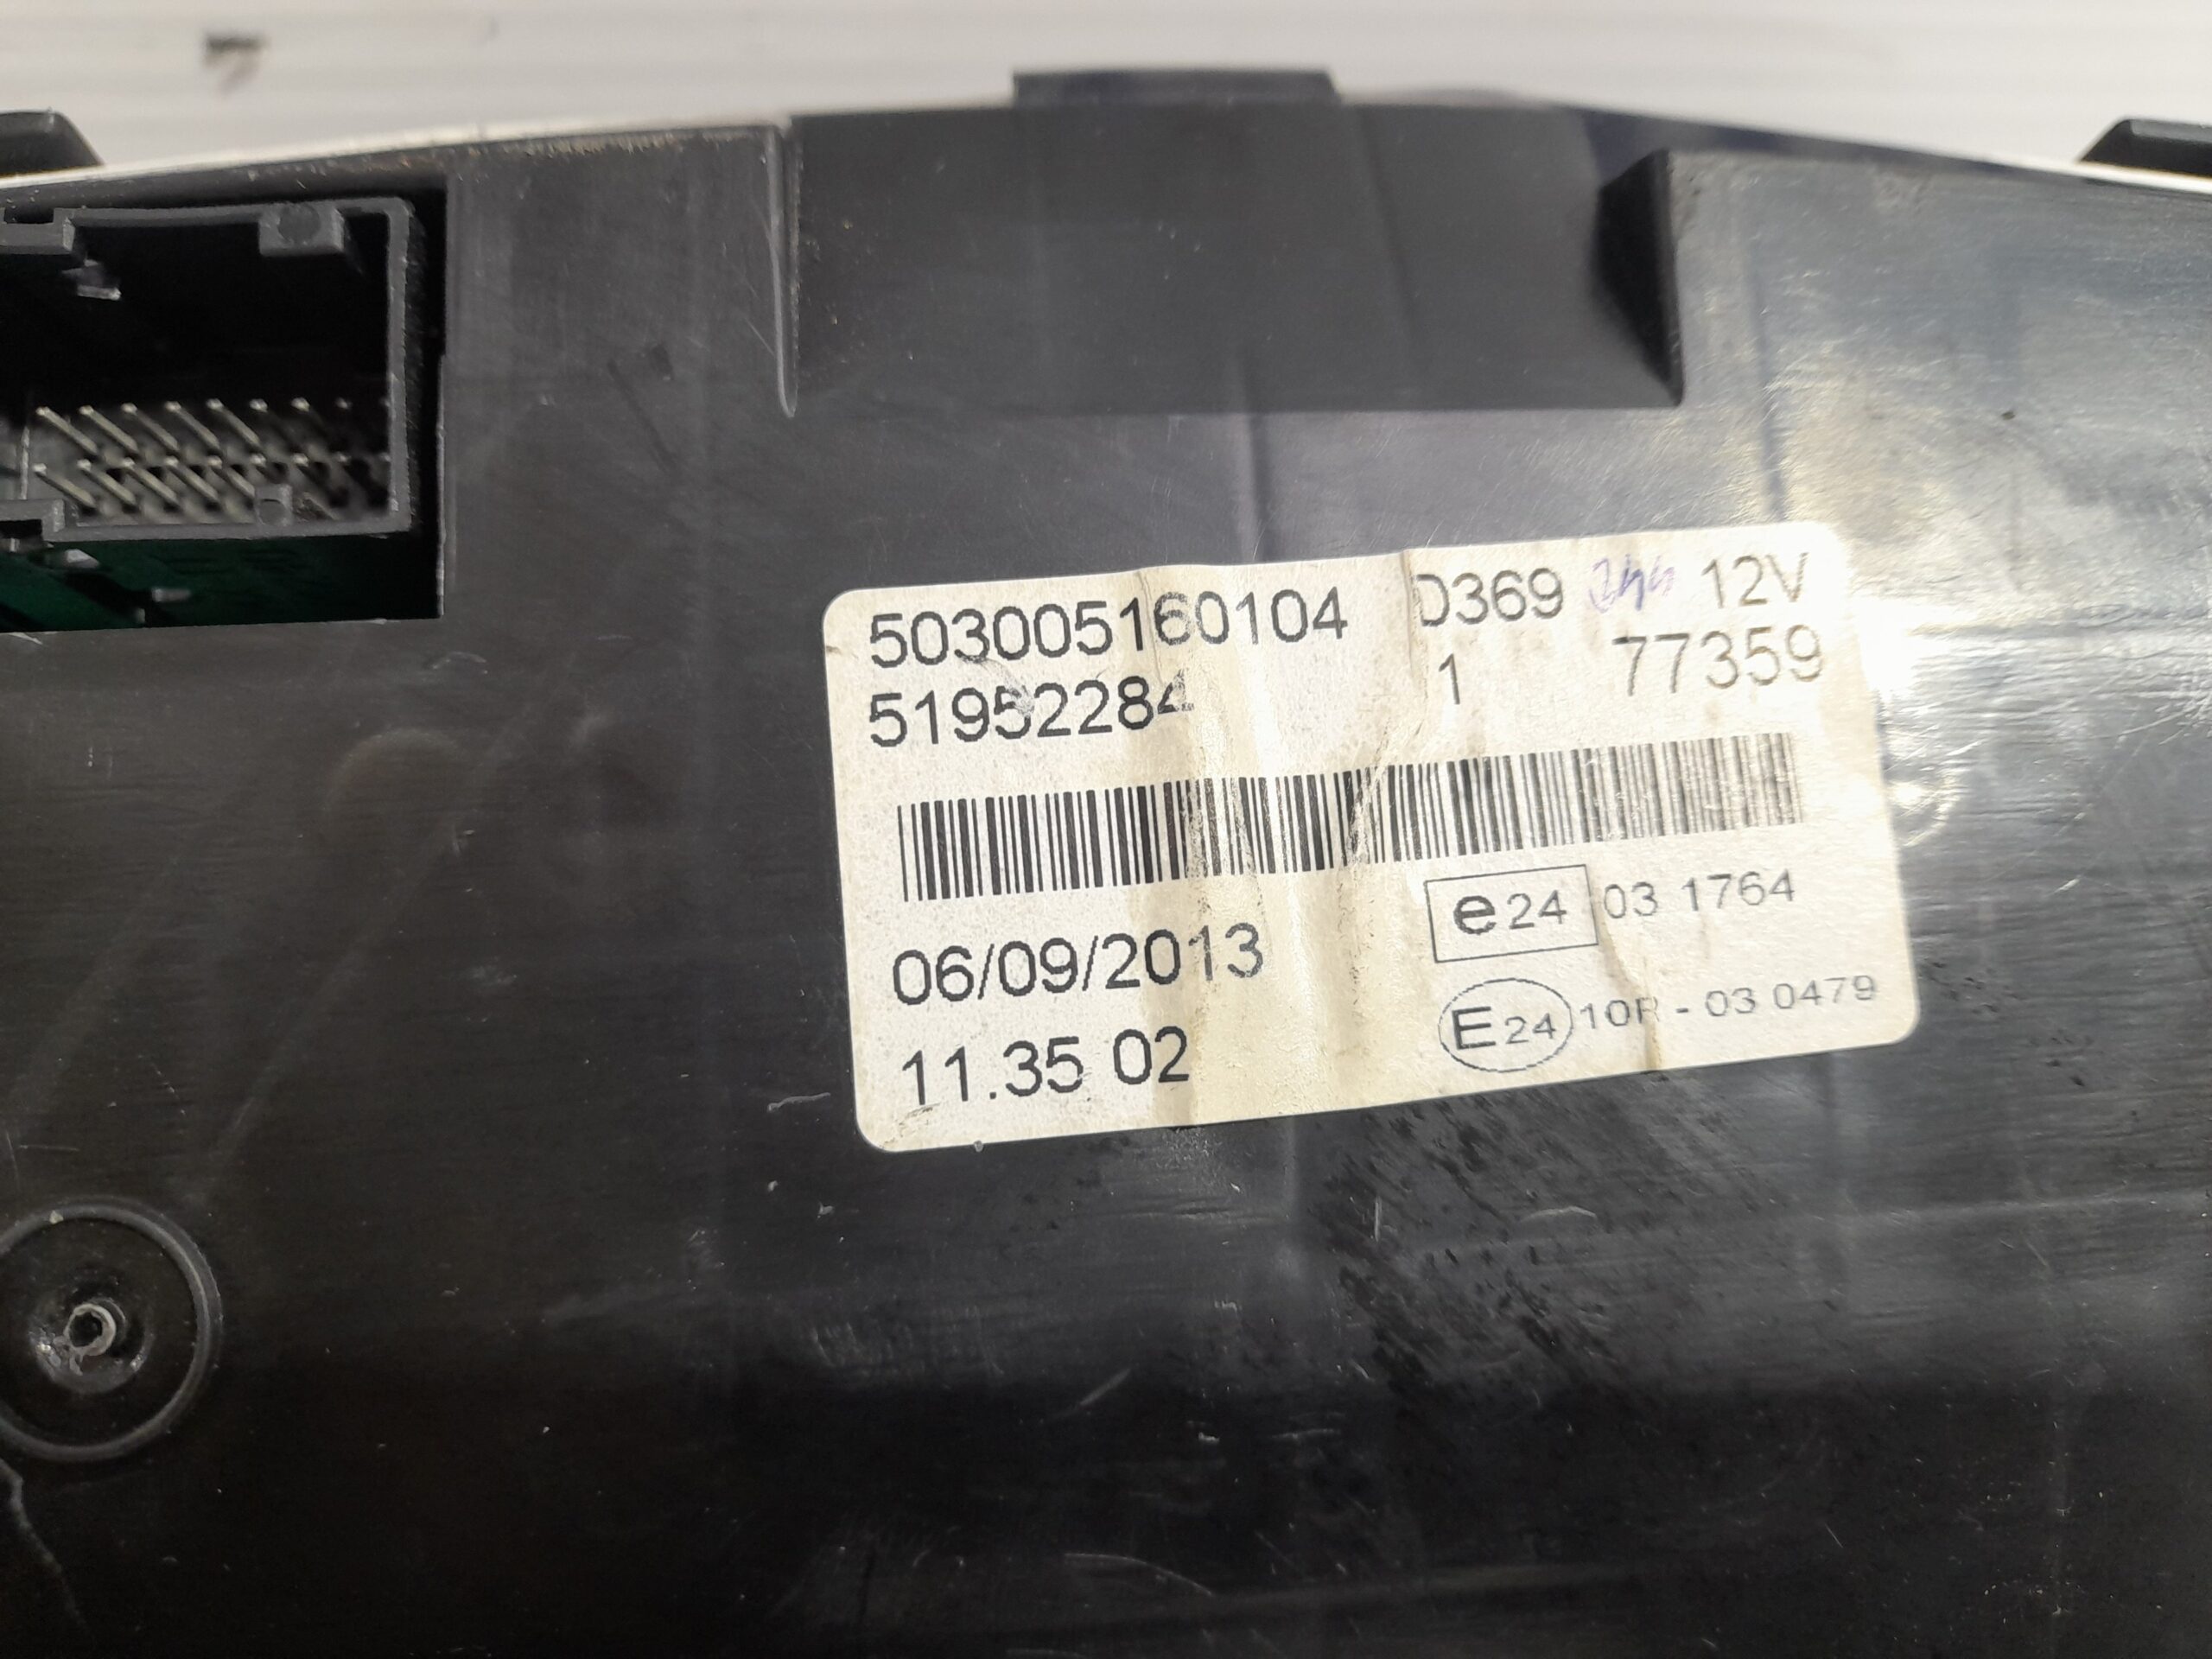 503005160104 D369 12V
51952284 1 77359
e24 03 1764
06/09/2013
E24 10R - 03 0479
11.35 02